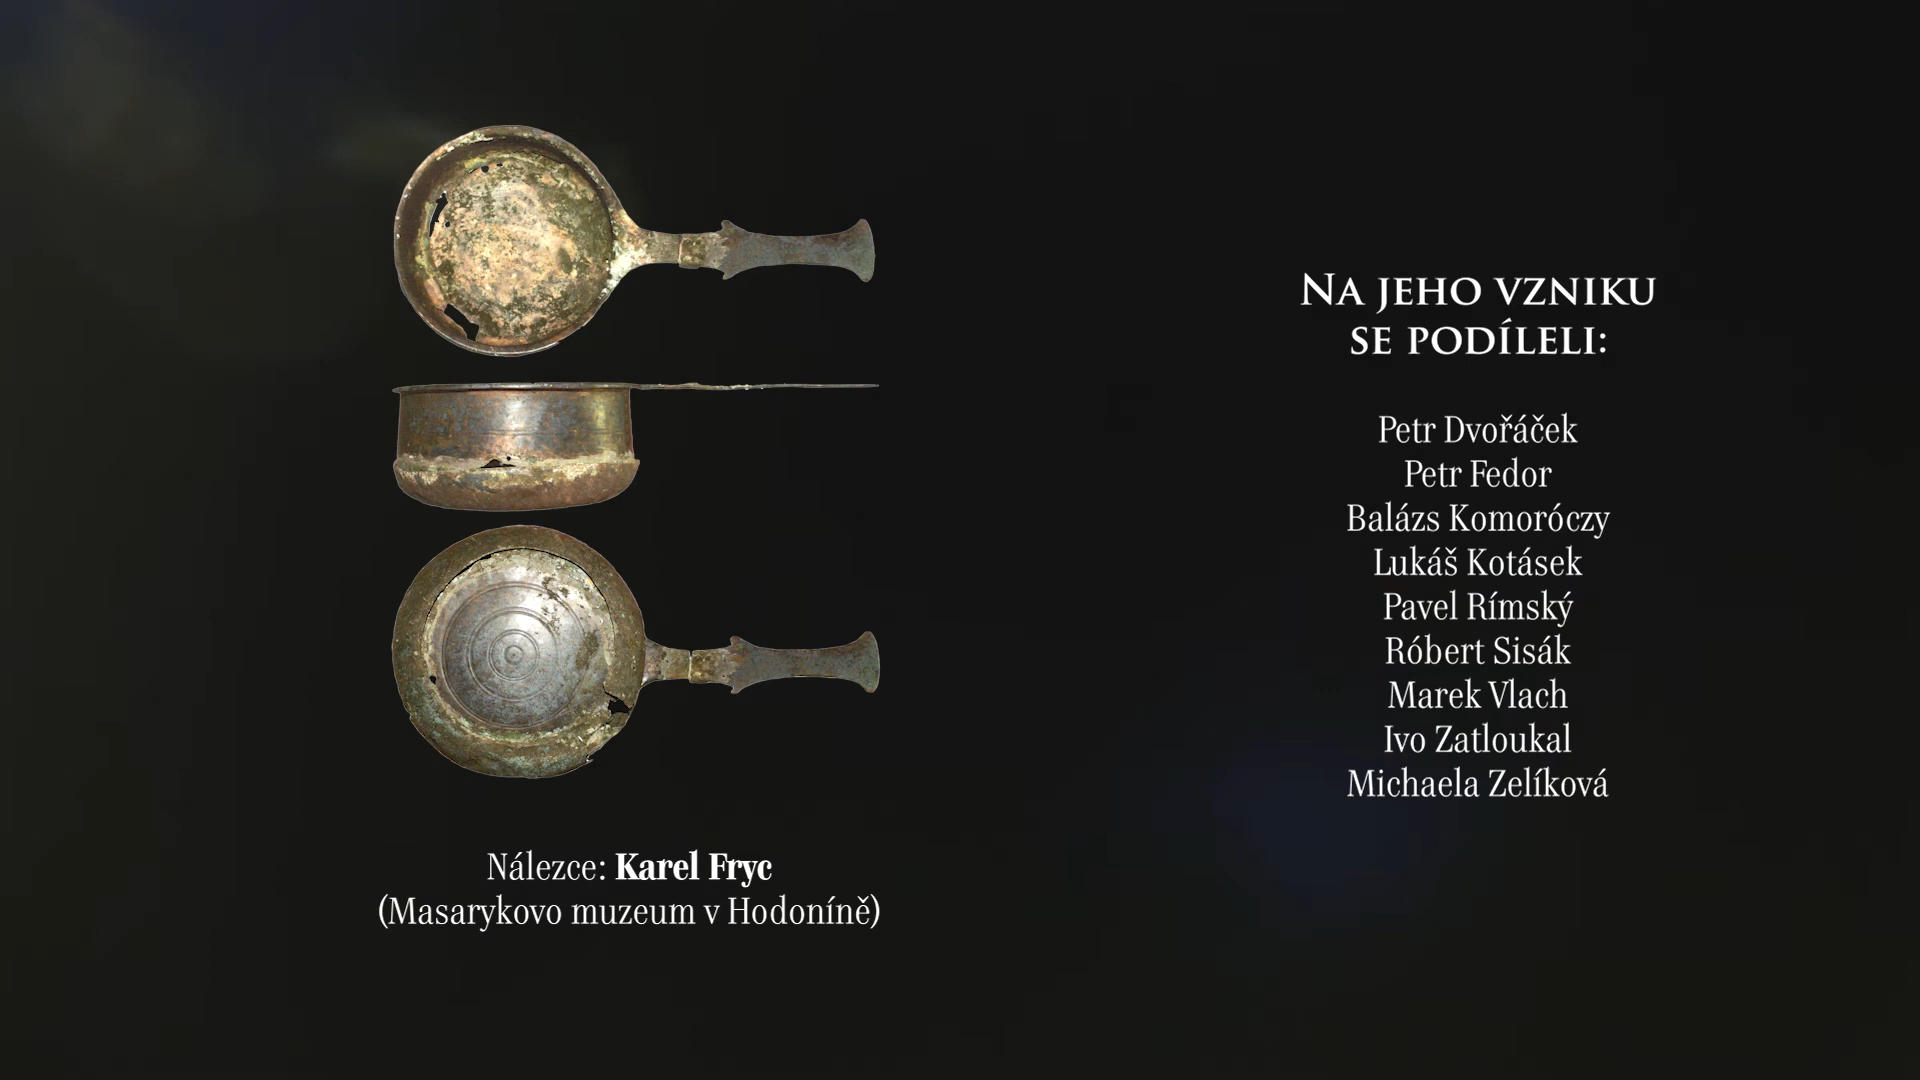 Nálezce: Karel Fryc
(Masarykovo muzeum v Hodoníně)
Na jeho vzniku
se podíleli:
Petr Dvořáček
Petr Fedor
Balázs Komoróczy
Lukáš Kotásek
Pavel Rímský
Róbert Sisák
Marek Vlach
Ivo Zatloukal
Michaela Zelíková